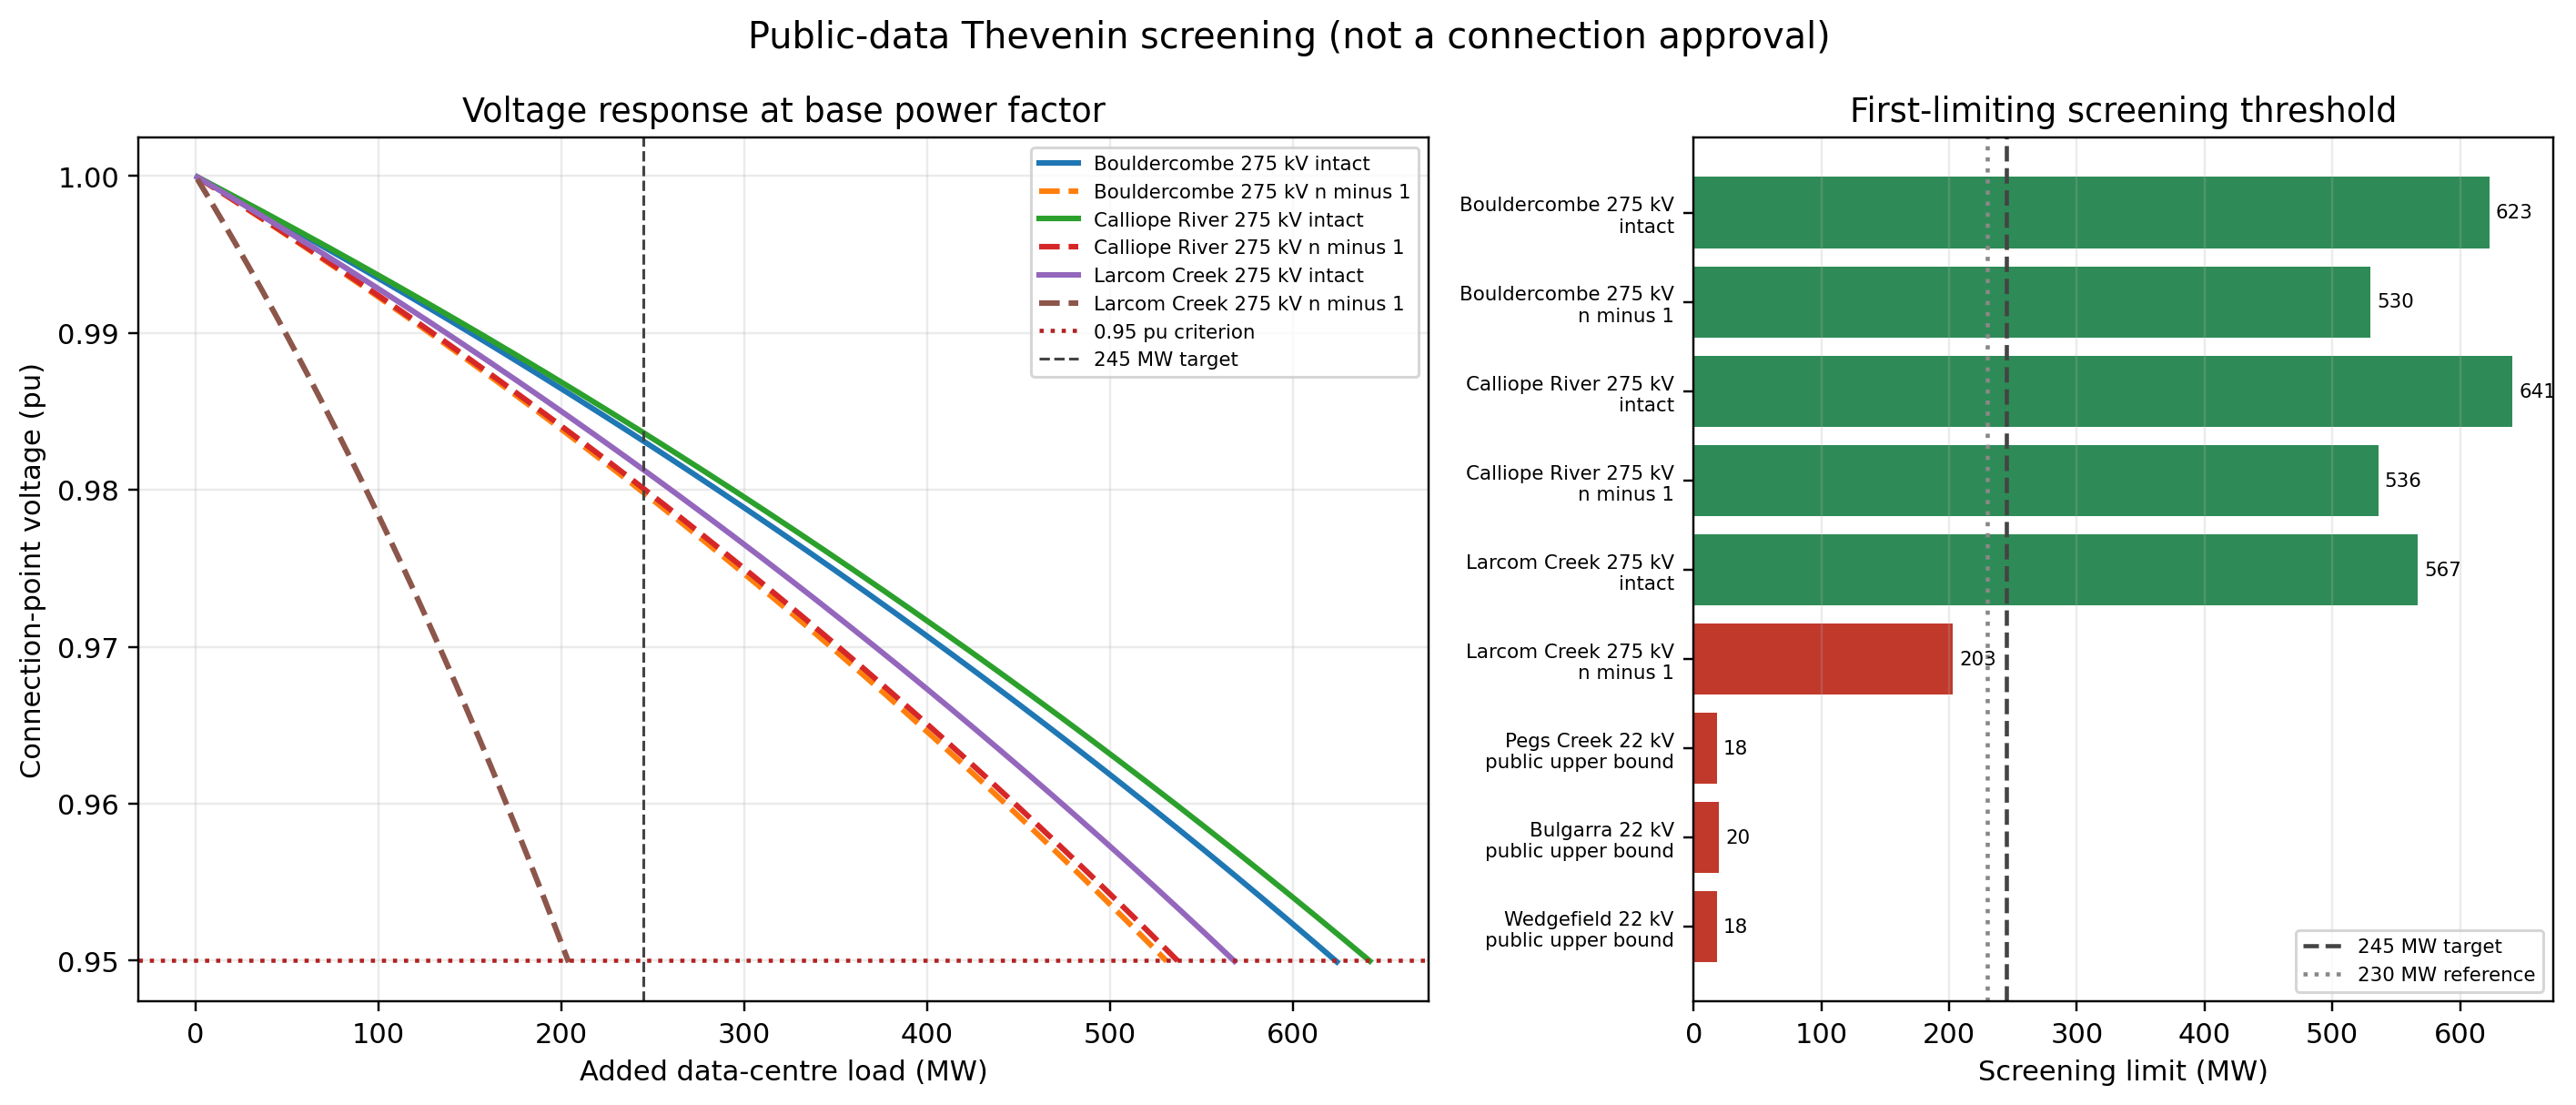 Public-data Thevenin screening (not a connection approval)
Voltage response at base power factor
Connection-point voltage (pu)
1.00
0.99
0.98
0.97
0.96
0.95
0
100
200
300
400
500
600
Added data-centre load (MW)
Bouldercombe 275 kV intact
Bouldercombe 275 kV n minus 1
Calliope River 275 kV intact
Calliope River 275 kV n minus 1
Larcom Creek 275 kV intact
Larcom Creek 275 kV n minus 1
0.95 pu criterion
245 MW target
First-limiting screening threshold
Bouldercombe 275 kV
intact
623
Bouldercombe 275 kV
n minus 1
530
Calliope River 275 kV
intact
641
Calliope River 275 kV
n minus 1
536
Larcom Creek 275 kV
intact
567
Larcom Creek 275 kV
n minus 1
203
Pegs Creek 22 kV
public upper bound
18
Bulgarra 22 kV
public upper bound
20
Wedgefield 22 kV
public upper bound
18
245 MW target
230 MW reference
0
100
200
300
400
500
600
Screening limit (MW)